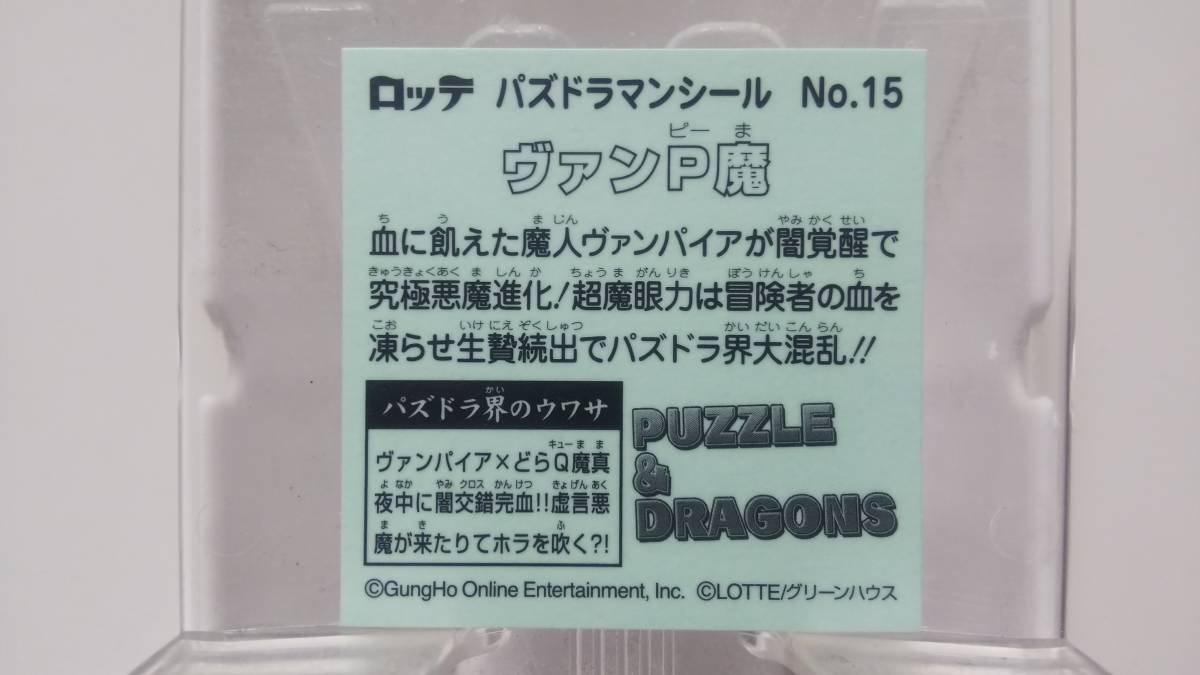 ロッテ パズドラマンシール No.15
ピー ま
ヴァンP魔
ち う ま じん やみ かく せい
血に飢えた魔人ヴァンパイアが闇覚醒で
きゅうきょくあく ま しん か ちょう ま がん りき ぼう けん しゃ ち
究極悪魔進化!超魔眼力は冒険者の血を
こお いけ にえ ぞく しゅつ かい だい こん らん
凍らせ生贄続出でパズドラ界大混乱!!
かい
パズドラ界のウワサ
キュー ま ま
ヴァンパイア×どらQ魔真
よ なか やみ クロス かん けつ きょ げん あく
夜中に闇交錯完血!!虚言悪
ま き ふ
魔が来たりてホラを吹く?!
PUZZLE
&
DRAGONS
©GungHo Online Entertainment, Inc. ©LOTTE/グリーンハウス